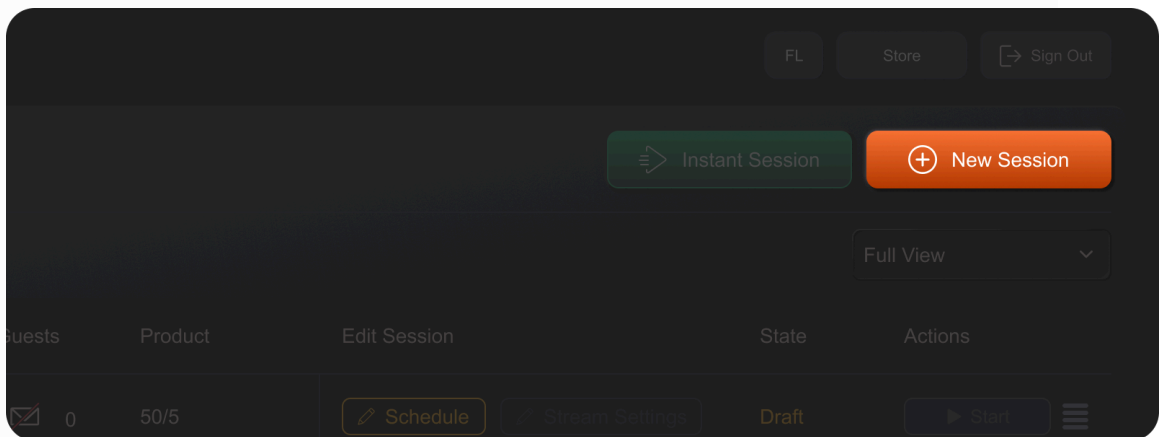 FL Store Sign Out
Instant Session New Session
Full View
Guests Product Edit Session State Actions
0 50/5 Schedule Stream Settings Draft Start